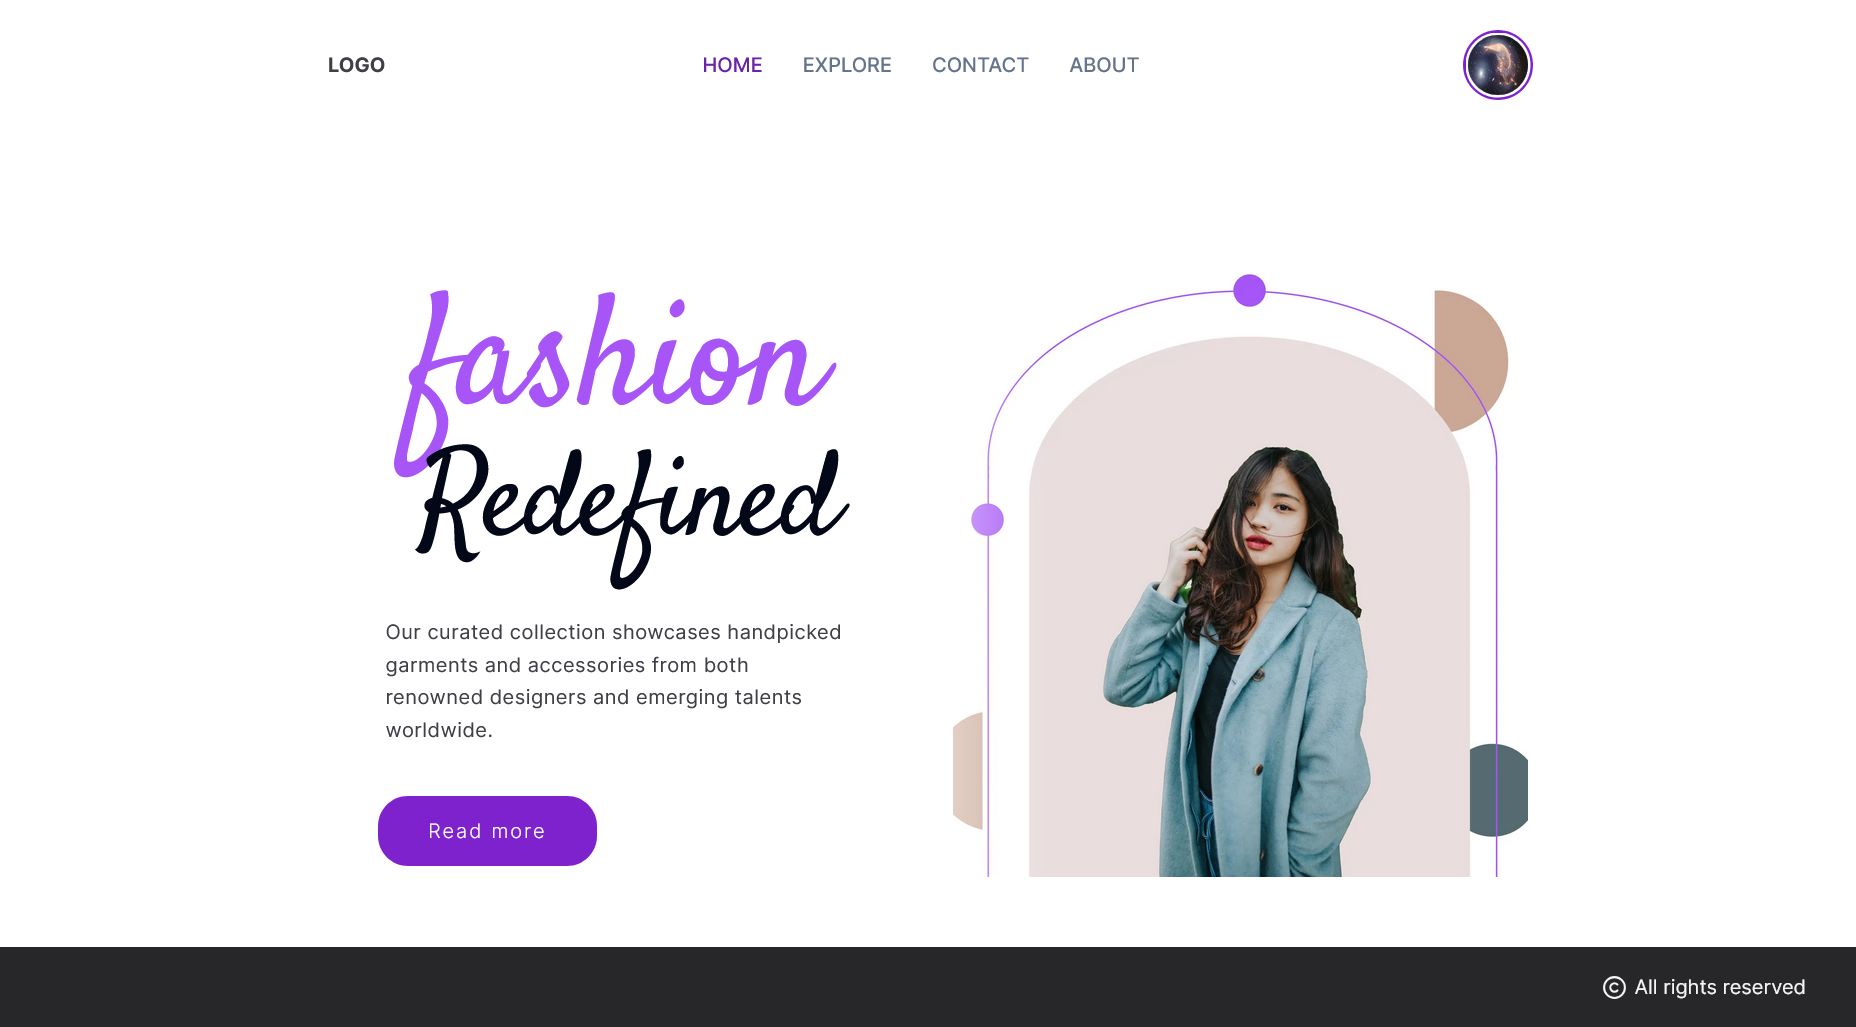 LOGO
HOME EXPLORE CONTACT ABOUT
fashion
Redefined
Our curated collection showcases handpicked
garments and accessories from both
renowned designers and emerging talents
worldwide.
Read more
© All rights reserved